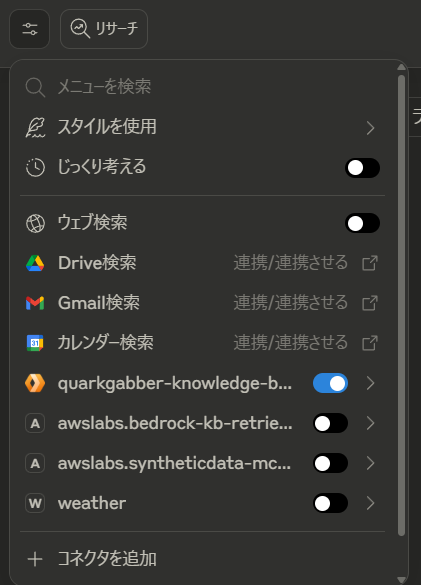 リサーチ
メニューを検索
スタイルを使用
じっくり考える
ウェブ検索
Drive検索 連携/連携させる
Gmail検索 連携/連携させる
31 カレンダー検索 連携/連携させる
quarkgabber-knowledge-b...
A awslabs.bedrock-kb-retrie...
A awslabs.syntheticdata-mc...
W weather
コネクタを追加